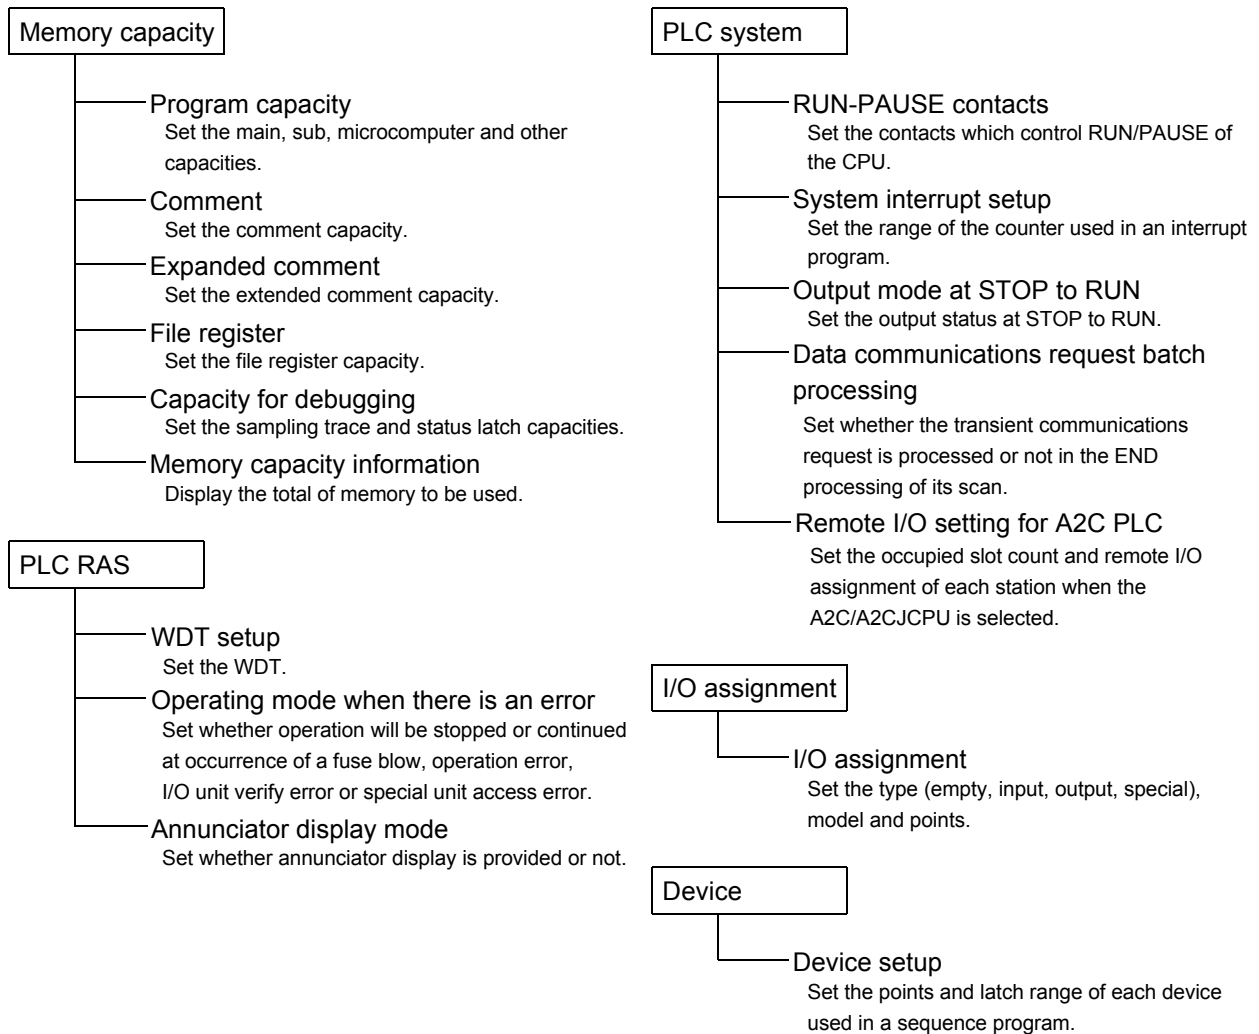 Memory capacity
Program capacity
Set the main, sub, microcomputer and other
capacities.
Comment
Set the comment capacity.
Expanded comment
Set the extended comment capacity.
File register
Set the file register capacity.
Capacity for debugging
Set the sampling trace and status latch capacities.
Memory capacity information
Display the total of memory to be used.
PLC RAS
WDT setup
Set the WDT.
Operating mode when there is an error
Set whether operation will be stopped or continued
at occurrence of a fuse blow, operation error,
I/O unit verify error or special unit access error.
Annunciator display mode
Set whether annunciator display is provided or not.
PLC system
RUN-PAUSE contacts
Set the contacts which control RUN/PAUSE of
the CPU.
System interrupt setup
Set the range of the counter used in an interrupt
program.
Output mode at STOP to RUN
Set the output status at STOP to RUN.
Data communications request batch
processing
Set whether the transient communications
request is processed or not in the END
processing of its scan.
Remote I/O setting for A2C PLC
Set the occupied slot count and remote I/O
assignment of each station when the
A2C/A2CJCPU is selected.
I/O assignment
I/O assignment
Set the type (empty, input, output, special),
model and points.
Device
Device setup
Set the points and latch range of each device
used in a sequence program.